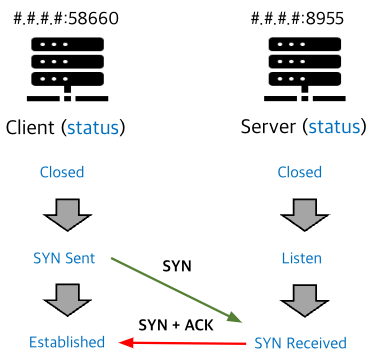 #.#.#.#:58660 #.#.#.#:8955
Client (status) Server (status)
Closed Closed
SYN Sent SYN Listen
Established SYN + ACK SYN Received